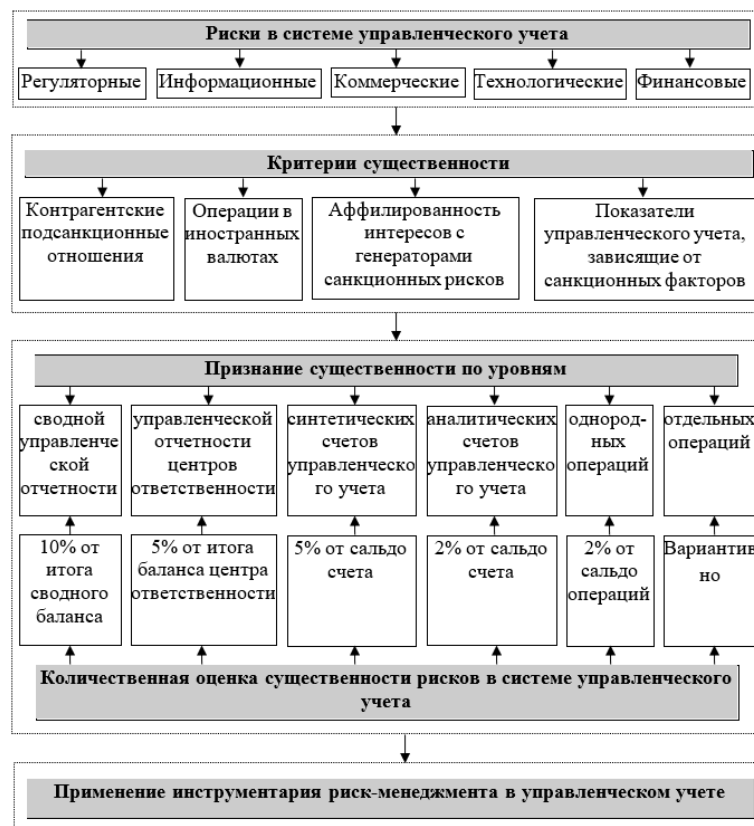 Риски в системе управленческого учета
Регуляторные
Информационные
Коммерческие
Технологические
Финансовые
Критерии существенности
Контрагентские
подсанкционные
отношения
Операции в
иностранных
валютах
Аффилированность
интересов с
генераторами
санкционных рисков
Показатели
управленческого учета,
зависящие от
санкционных факторов
Признание существенности по уровням
сводной
управленче
ской
отчетности
управленческой
отчетности
центров
ответственности
синтетических
счетов
управленческо
го учета
аналитических
счетов
управленческо
го учета
однород-
ных
операций
отдельных
операций
10% от
итога
сводного
баланса
5% от итога
баланса центра
ответственности
5% от сальдо
счета
2% от сальдо
счета
2% от
сальдо
операций
Вариантив
но
Количественная оценка существенности рисков в системе управленческого
учета
Применение инструментария риск-менеджмента в управленческом учете